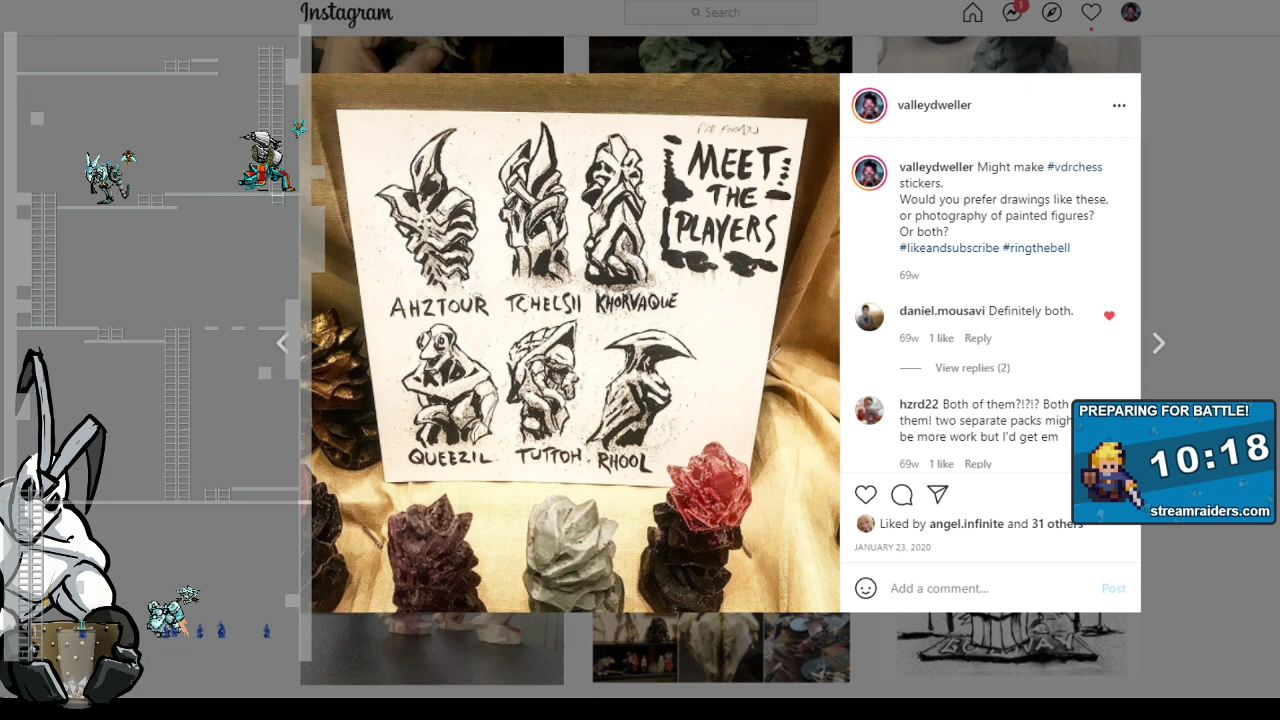 Instagram
Search
1
MEET
THE
PLAYERS
AHZTOUR TCHELSII KHORVAQUE
QUEEZIL TUTTOH RHOOL
valleydweller
valleydweller Might make #vdrchess
stickers.
Would you prefer drawings like these,
or photography of painted figures?
Or both?
#likeandsubscribe #ringthebell
69w
daniel.mousavi Definitely both.
69w 1 like Reply
View replies (2)
hzrd22 Both of them?!?!? Both
them! two separate packs migh
be more work but I'd get em
69w 1 like Reply
Liked by angel.infinite and 31 others
JANUARY 23, 2020
Add a comment...
Post
PREPARING FOR BATTLE!
10:18
streamraiders.com